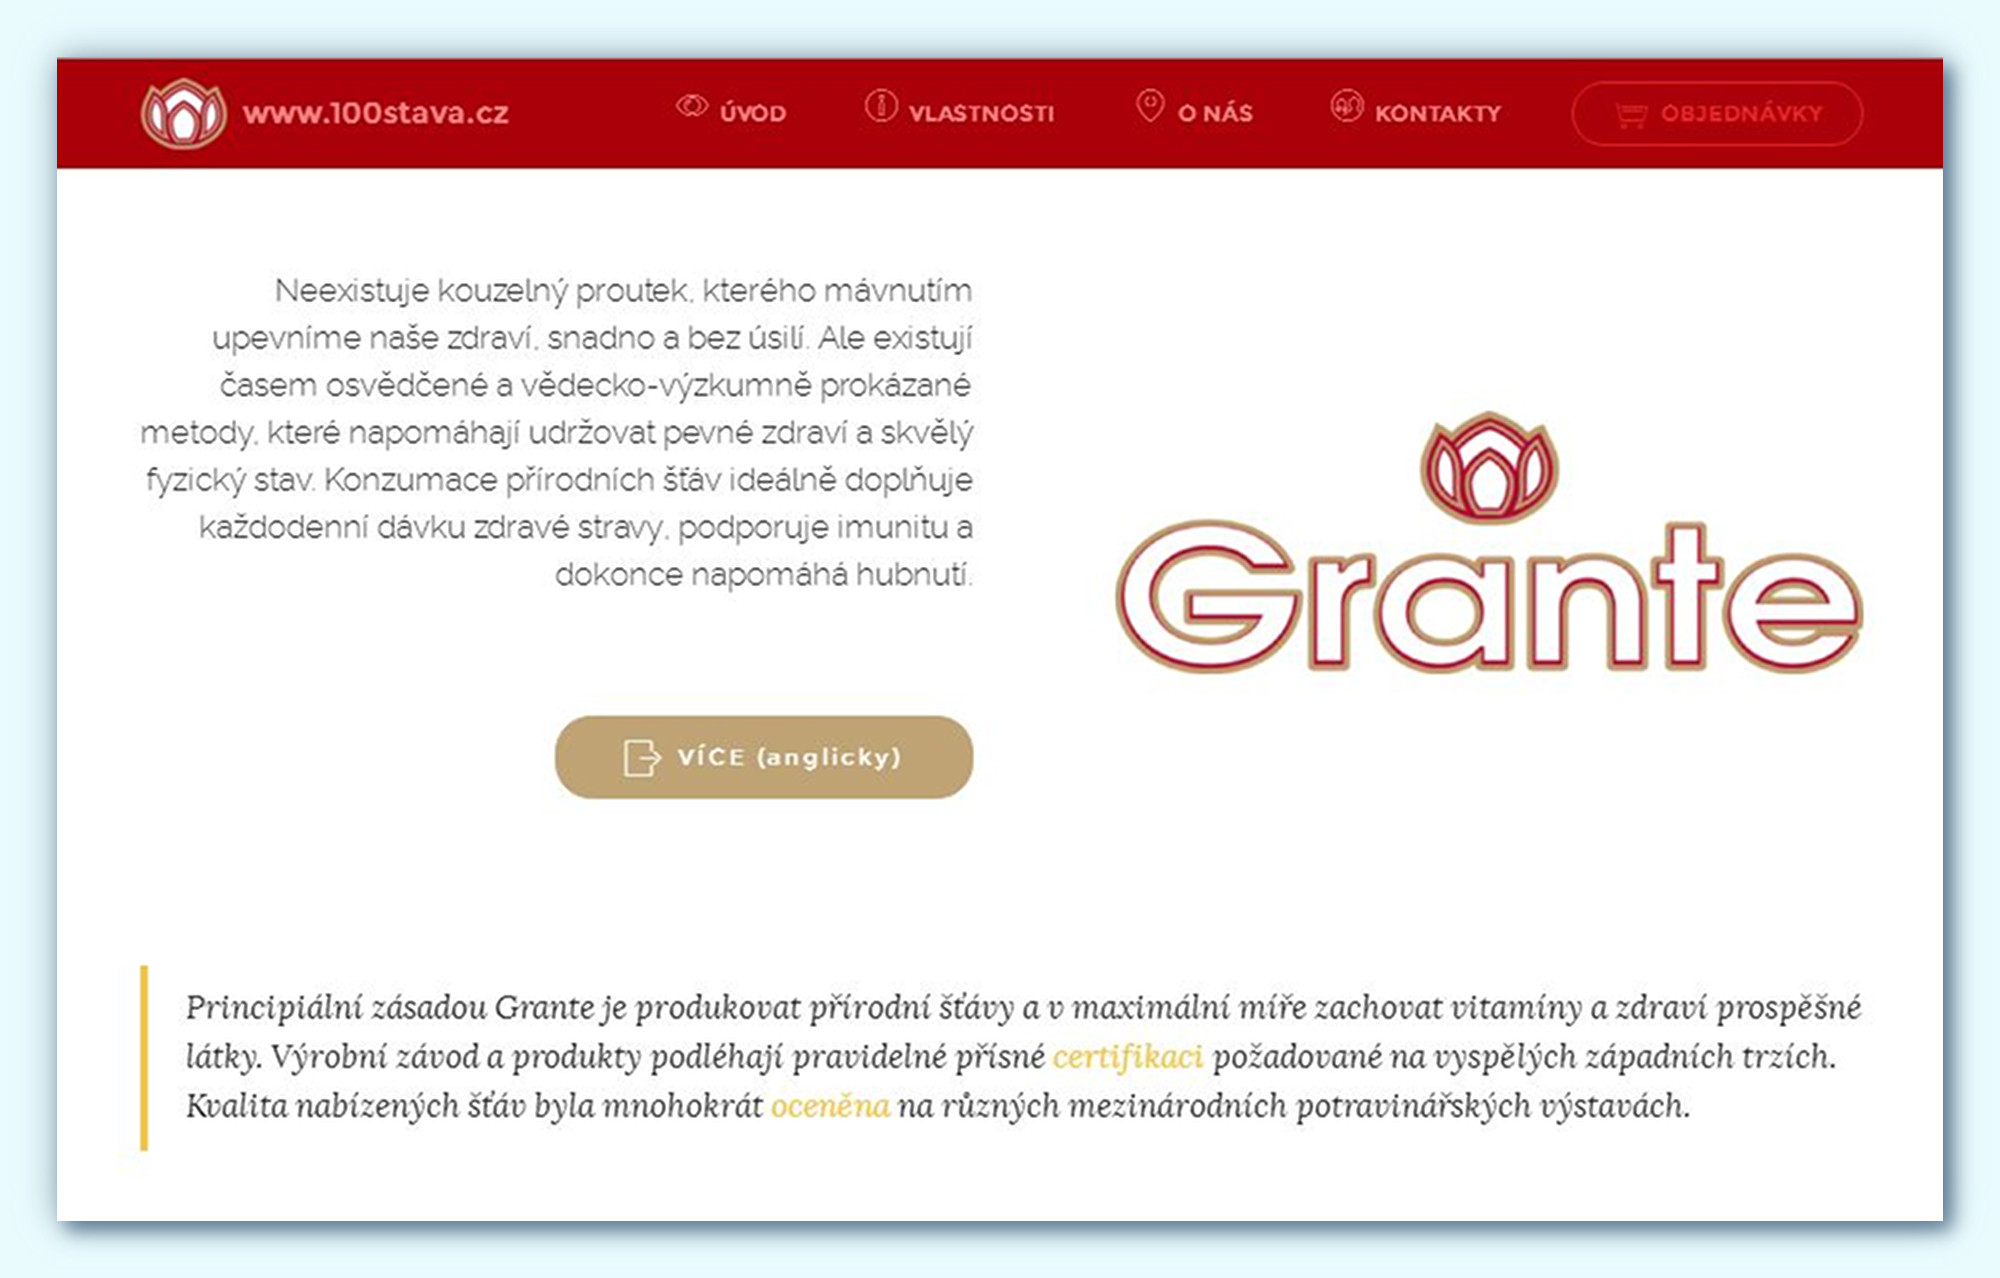 www.100stava.cz
ÚVOD
VLASTNOSTI
O NÁS
KONTAKTY
OBJEDNÁVKY
Neexistuje kouzelný proutek, kterého mávnutím
upevníme naše zdraví, snadno a bez úsilí. Ale existují
časem osvědčené a vědecko-výzkumně prokázané
metody, které napomáhají udržovat pevné zdraví a skvělý
fyzický stav. Konzumace přírodních šťáv ideálně doplňuje
každodenní dávku zdravé stravy, podporuje imunitu a
dokonce napomáhá hubnutí.
Grante
VÍCE (anglicky)
Principiální zásadou Grante je produkovat přírodní šťávy a v maximální míře zachovat vitamíny a zdraví prospěšné
látky. Výrobní závod a produkty podléhají pravidelné přísné certifikaci požadované na vyspělých západních trzích.
Kvalita nabízených šťáv byla mnohokrát oceněna na různých mezinárodních potravinářských výstavách.